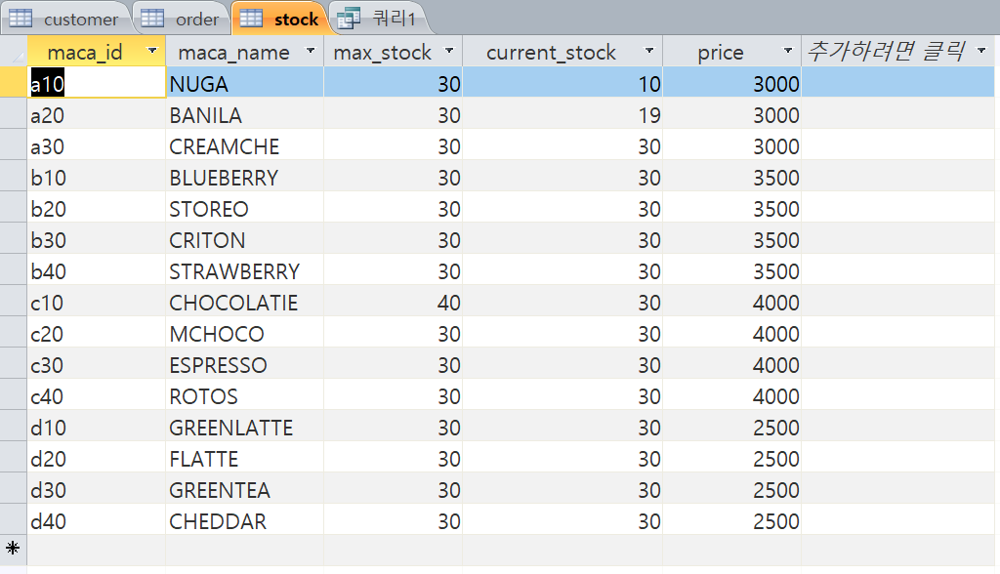 customer order stock 쿼리1
maca_id maca_name max_stock current_stock price 추가하려면 클릭
a10 NUGA 30 10 3000
a20 BANILA 30 19 3000
a30 CREAMCHE 30 30 3000
b10 BLUEBERRY 30 30 3500
b20 STOREO 30 30 3500
b30 CRITON 30 30 3500
b40 STRAWBERRY 30 30 3500
c10 CHOCOLATIE 40 30 4000
c20 MCHOCO 30 30 4000
c30 ESPRESSO 30 30 4000
c40 ROTOS 30 30 4000
d10 GREENLATTE 30 30 2500
d20 FLATTE 30 30 2500
d30 GREENTEA 30 30 2500
d40 CHEDDAR 30 30 2500